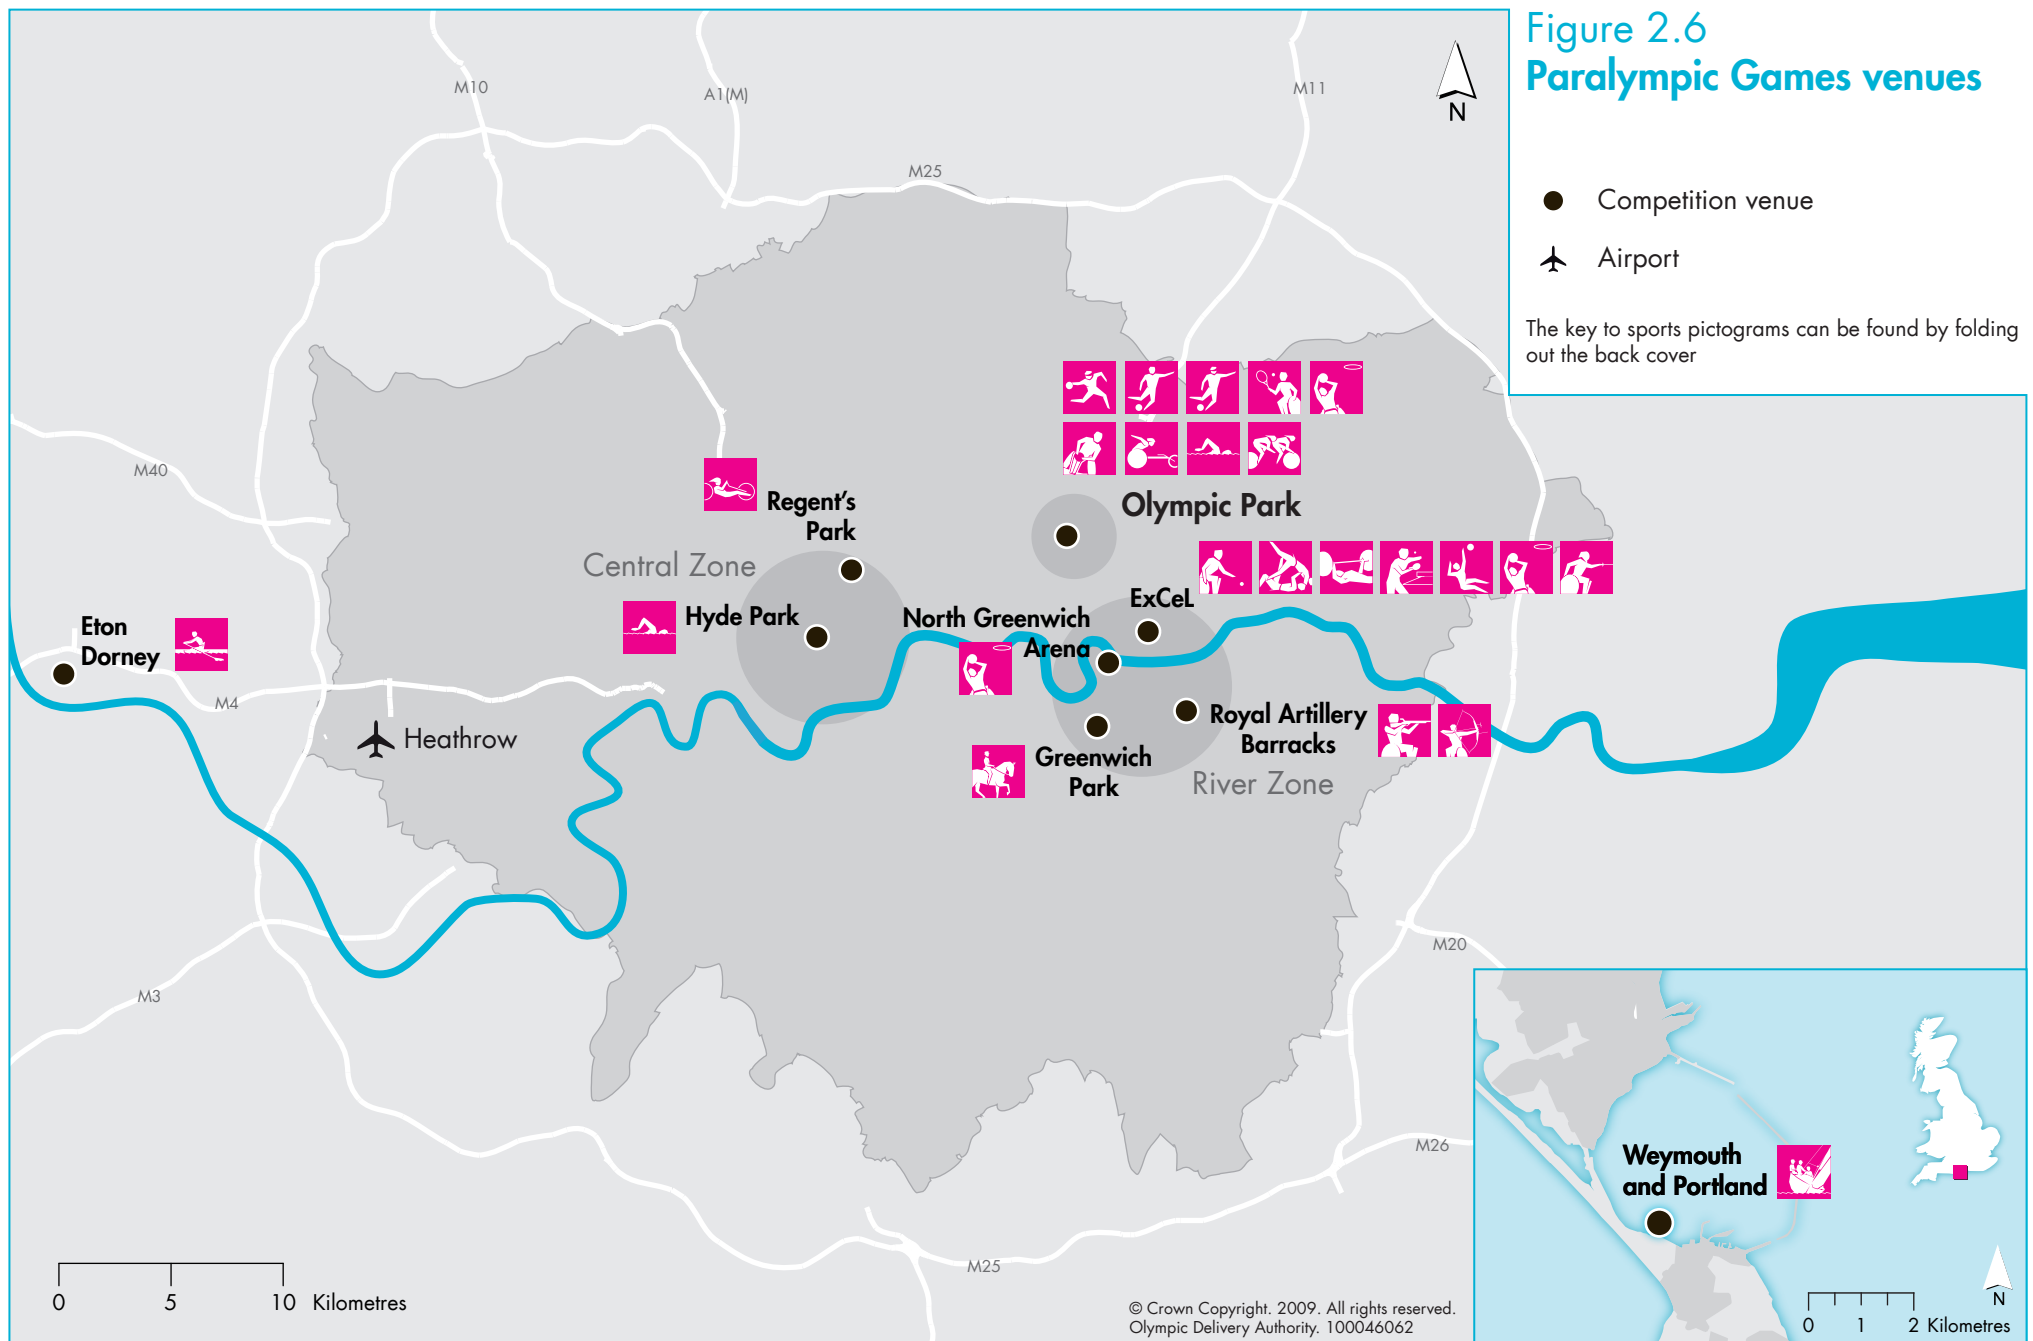 Figure 2.6
Paralympic Games venues
Competition venue
Airport
The key to sports pictograms can be found by folding
out the back cover
N
M10
A1(M)
M11
M25
M40
Regent's
Park
Olympic Park
Central Zone
ExCeL
Hyde Park
North Greenwich
Arena
Eton
Dorney
M4
Heathrow
Royal Artillery
Barracks
Greenwich
Park
River Zone
M20
M3
M26
M25
Weymouth
and Portland
N
0 5 10 Kilometres
0 1 2 Kilometres
© Crown Copyright. 2009. All rights reserved.
Olympic Delivery Authority. 100046062